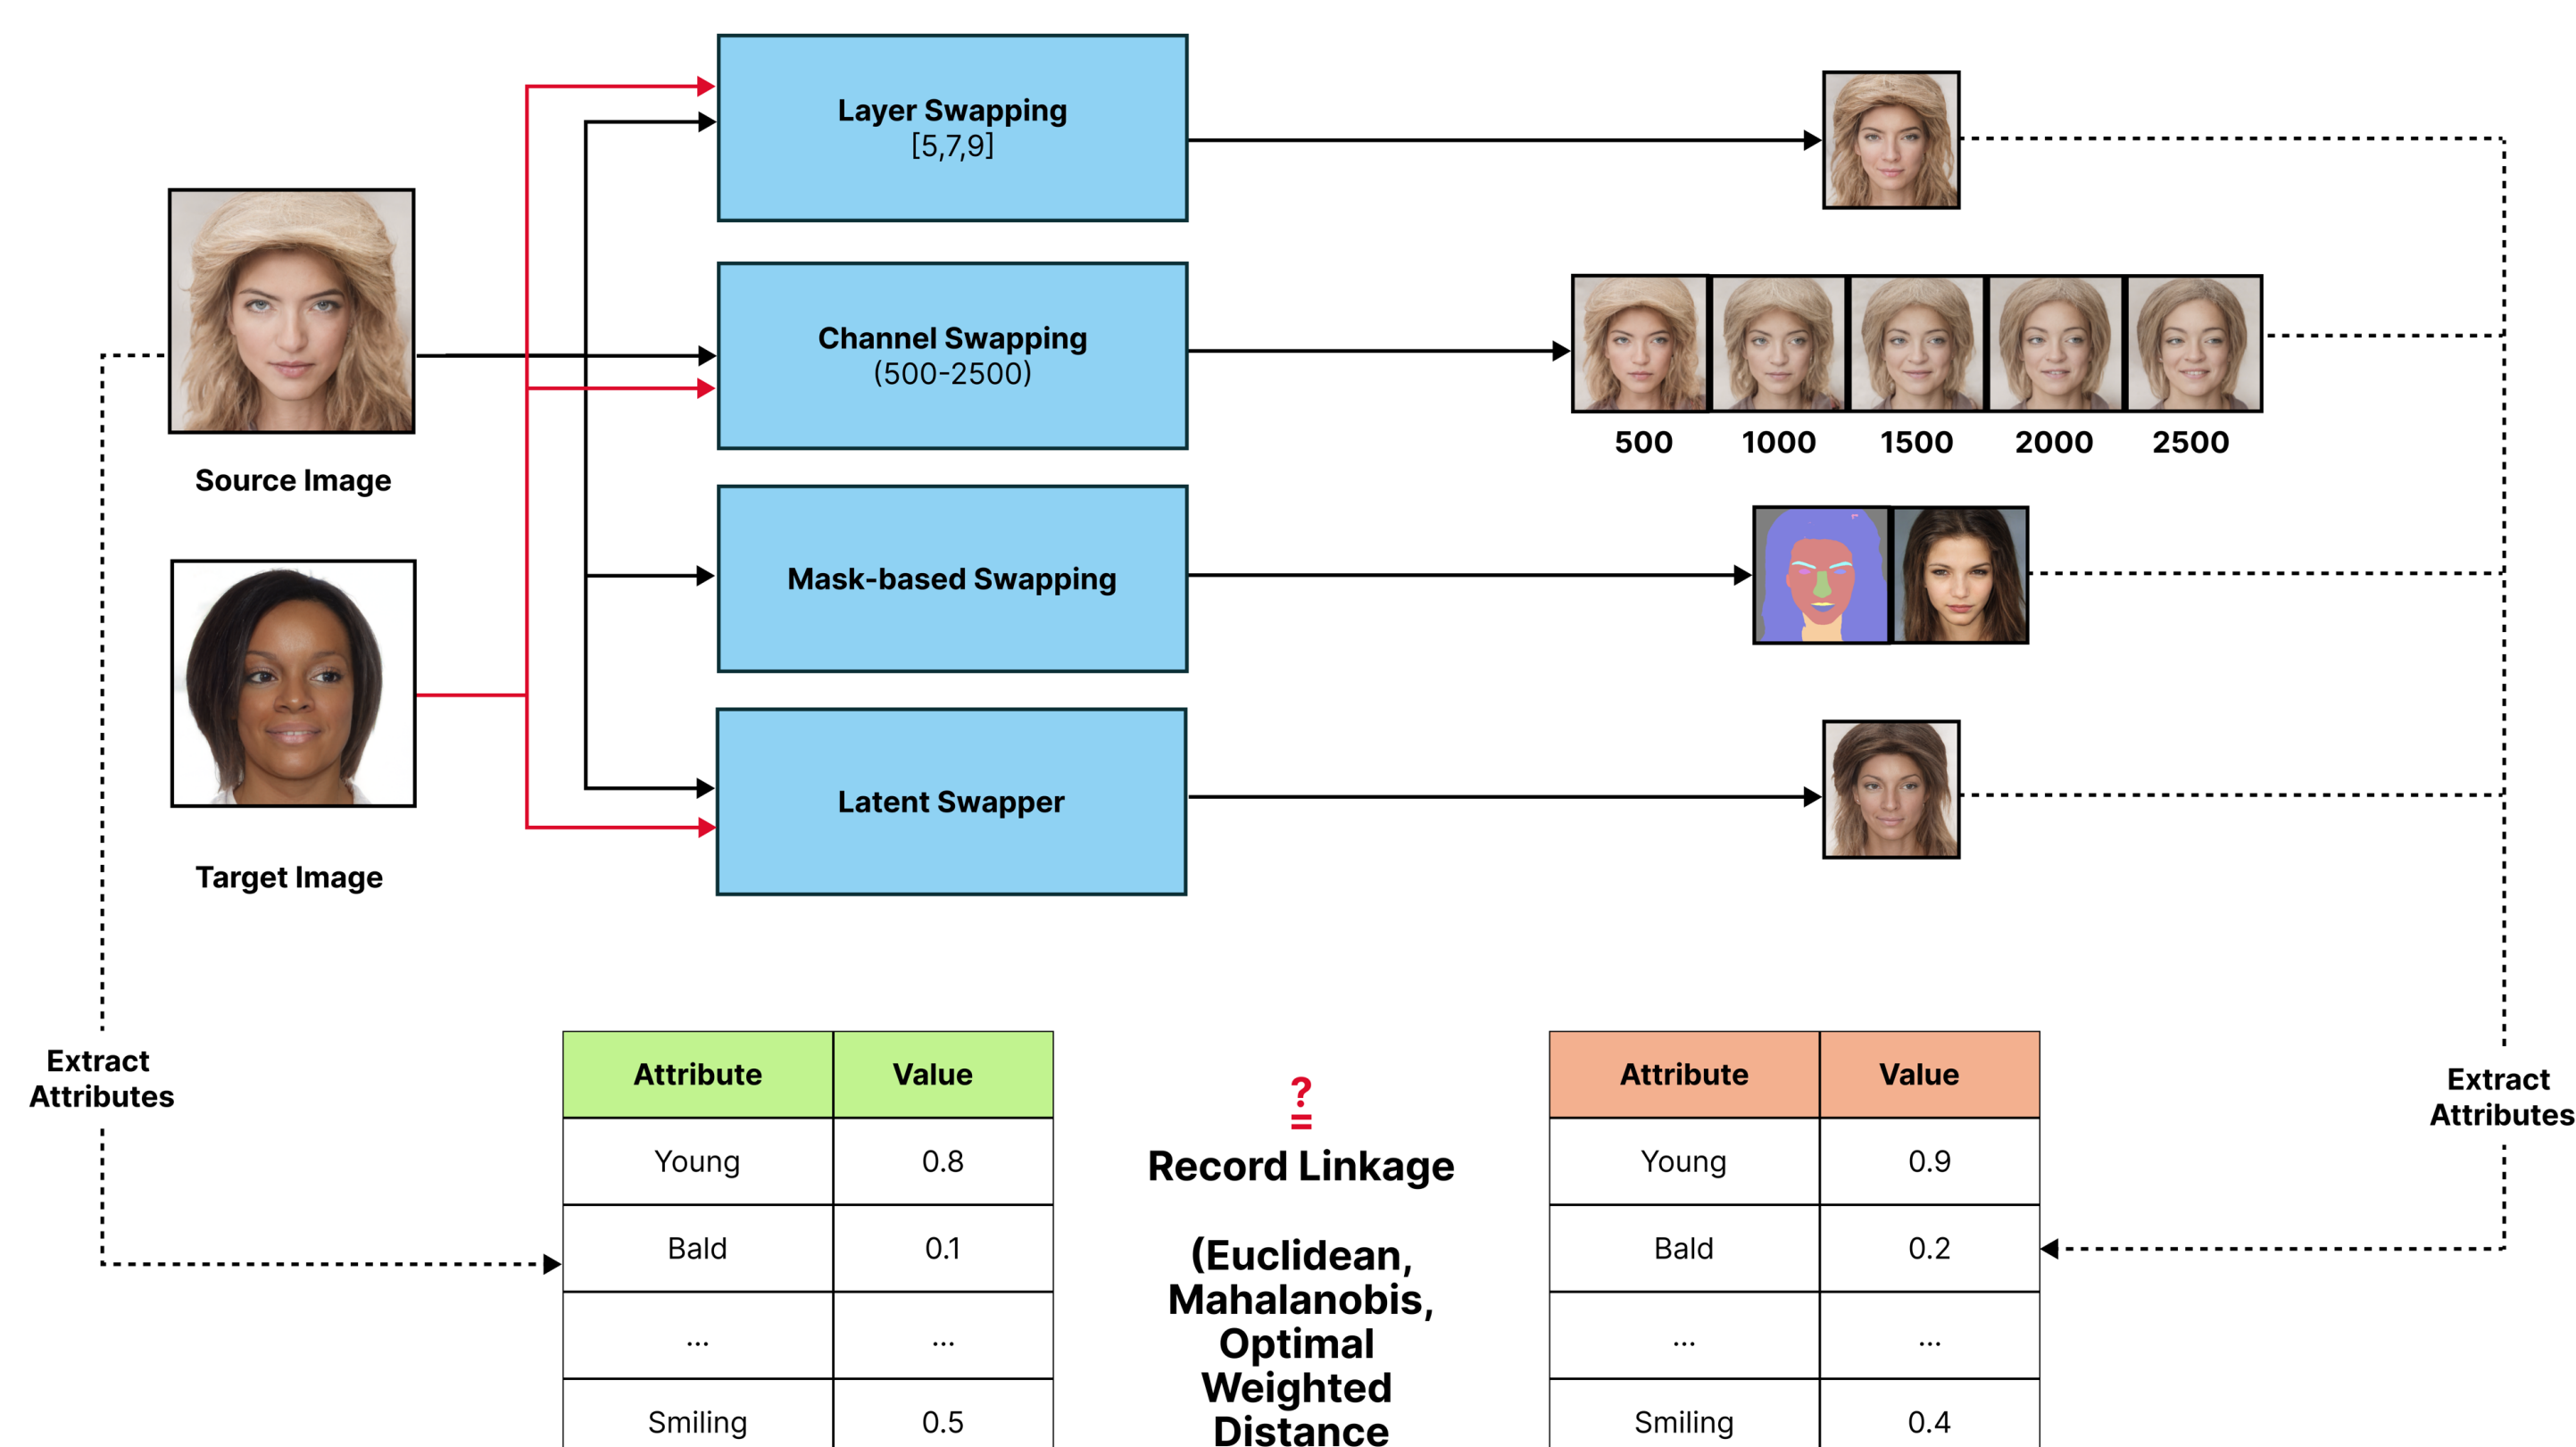 Layer Swapping
[5,7,9]
Channel Swapping
(500-2500)
Source Image
500 1000 1500 2000 2500
Mask-based Swapping
Latent Swapper
Target Image
Extract
Attributes
Attribute Value
Young 0.8
Bald 0.1
... ...
Smiling 0.5
?
=
Record Linkage
(Euclidean,
Mahalanobis,
Optimal
Weighted
Distance
Attribute Value
Young 0.9
Bald 0.2
... ...
Smiling 0.4
Extract
Attributes